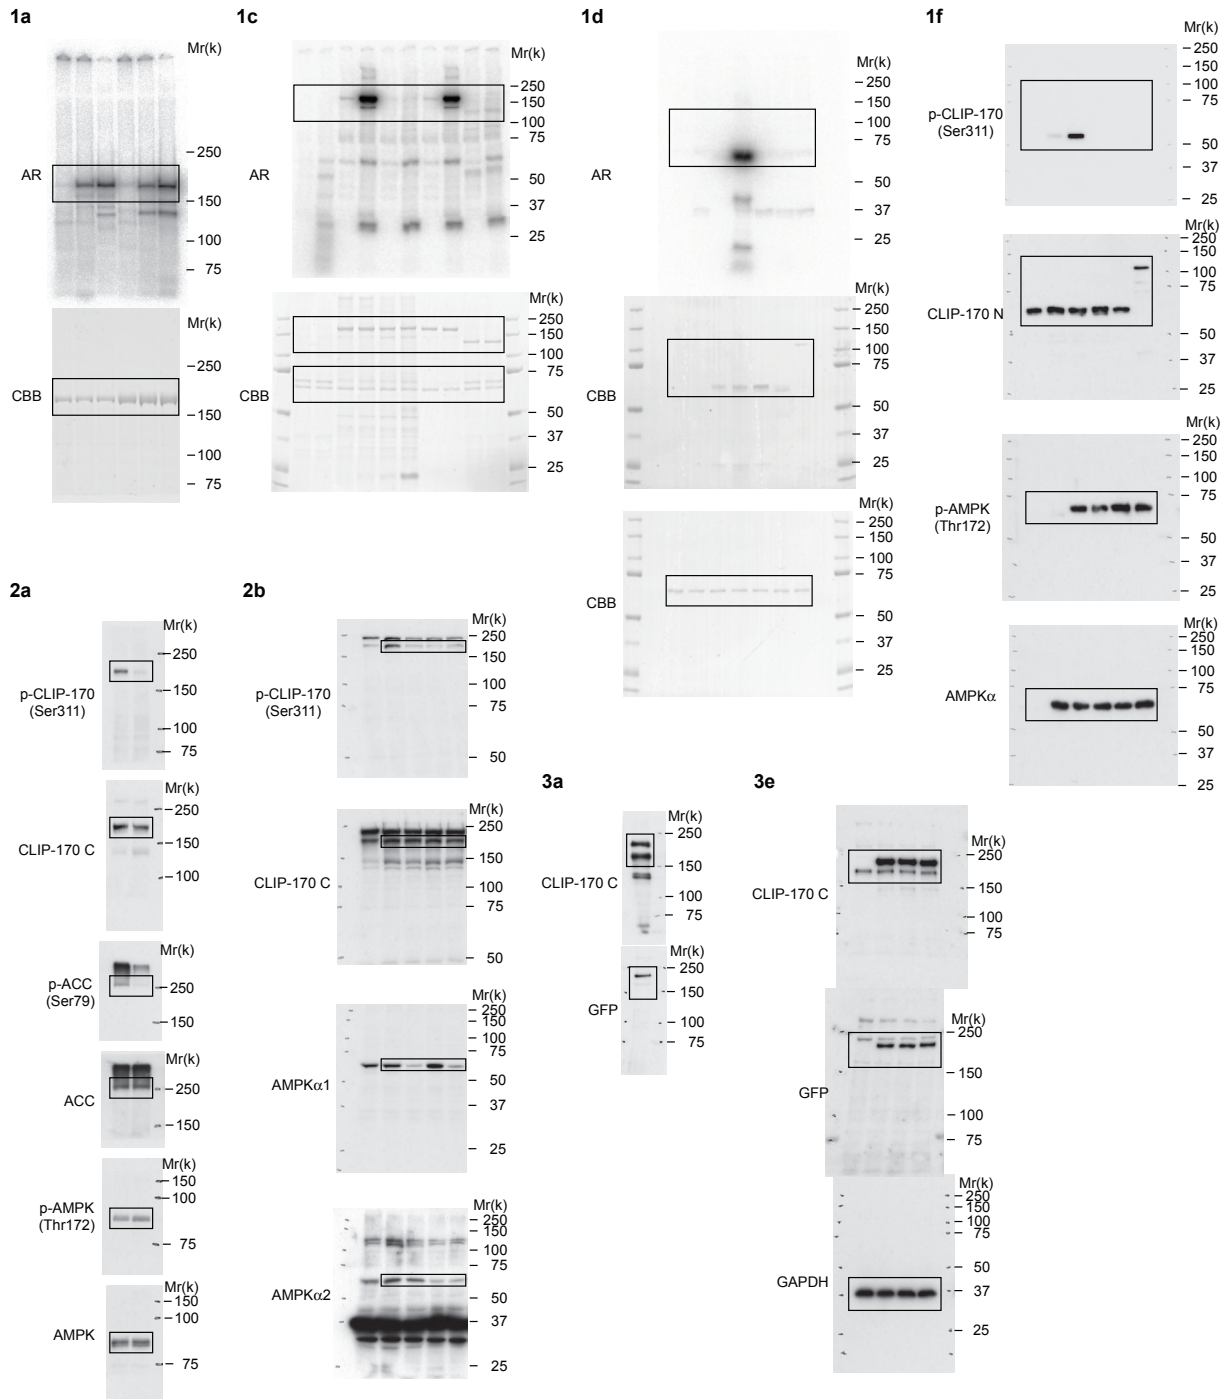 1a
Mr(k)
250
AR
150
100
75
Mr(k)
250
CBB
150
100
75
1c
Mr(k)
250
150
100
75
AR
50
37
25
Mr(k)
250
150
100
75
CBB
50
37
25
1d
Mr(k)
250
150
100
75
AR
50
37
25
Mr(k)
250
150
100
75
CBB
50
37
25
Mr(k)
250
150
100
75
CBB
50
37
25
1f
Mr(k)
250
150
100
75
p-CLIP-170
(Ser311)
50
37
25
Mr(k)
250
150
100
75
CLIP-170 N
50
37
25
Mr(k)
250
150
100
75
p-AMPK
(Thr172)
50
37
25
Mr(k)
250
150
100
75
AMPKα
50
37
25
2a
Mr(k)
250
p-CLIP-170
(Ser311)
150
100
75
Mr(k)
250
CLIP-170 C
150
100
Mr(k)
p-ACC
(Ser79)
250
150
Mr(k)
250
ACC
150
Mr(k)
150
100
p-AMPK
(Thr172)
75
Mr(k)
150
100
AMPK
75
2b
Mr(k)
250
150
p-CLIP-170
(Ser311)
100
75
50
Mr(k)
250
150
CLIP-170 C
100
75
50
Mr(k)
250
150
100
75
AMPKα1
50
37
25
Mr(k)
250
150
100
75
AMPKα2
50
37
25
3a
Mr(k)
250
150
CLIP-170 C
100
75
Mr(k)
250
150
GFP
100
75
3e
Mr(k)
250
150
CLIP-170 C
100
75
Mr(k)
250
150
GFP
100
75
Mr(k)
250
150
100
75
50
GAPDH
37
25